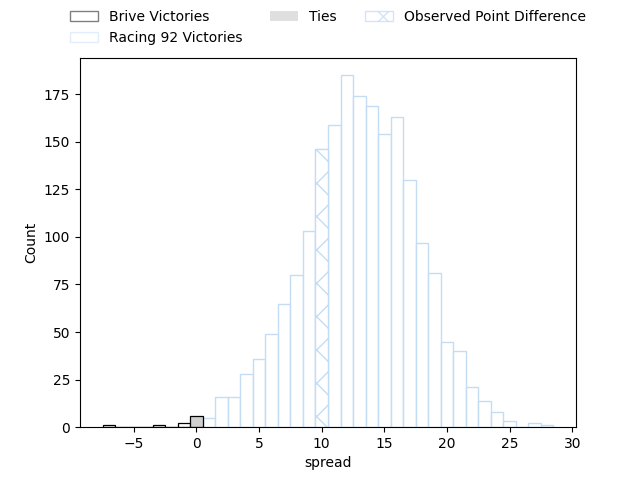 Brive Victories
Ties
Observed Point Difference
Racing 92 Victories
175
150
125
100
75
50
25
0
Count
−5 0 5 10 15 20 25 30
spread